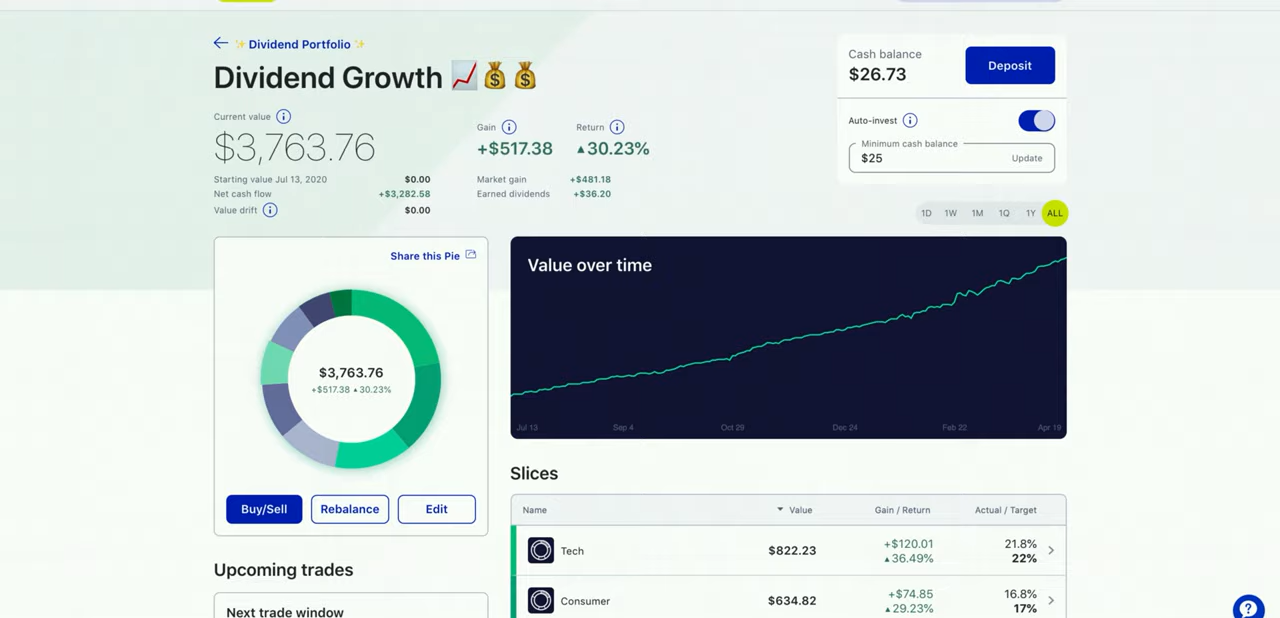 ✨ Dividend Portfolio ✨
Dividend Growth 📈💰💰
Current value
$3,763.76
Starting value Jul 13, 2020 $0.00
Net cash flow +$3,282.58
Value drift $0.00
Gain
+$517.38
Return
▲30.23%
Market gain +$481.18
Earned dividends +$36.20
Cash balance
$26.73
Deposit
Auto-invest
Minimum cash balance
$25 Update
1D 1W 1M 1Q 1Y ALL
Share this Pie
$3,763.76
+$517.38 ▲30.23%
Buy/Sell Rebalance Edit
Value over time
Jul 13 Sep 4 Oct 29 Dec 24 Feb 22 Apr 19
Slices
Name ▼ Value Gain / Return Actual / Target
Tech $822.23 +$120.01 21.8%
▲36.49% 22%
Consumer $634.82 +$74.85 16.8%
▲29.23% 17%
Upcoming trades
Next trade window
?